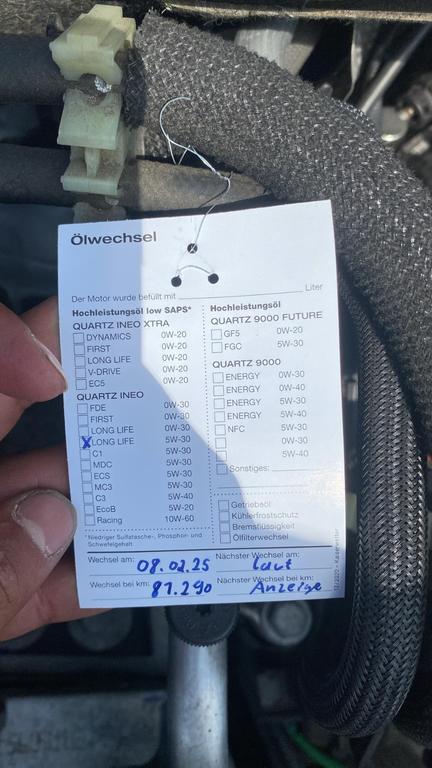 Ölwechsel
Der Motor wurde befüllt mit Liter
Hochleistungsöl low SAPS*
QUARTZ INEO XTRA
DYNAMICS 0W-20
FIRST 0W-20
LONG LIFE 0W-20
V-DRIVE 0W-20
EC5 0W-20
QUARTZ INEO
FDE 0W-30
FIRST 0W-30
LONG LIFE 0W-30
X LONG LIFE 5W-30
C1 5W-30
MDC 5W-30
ECS 5W-30
MC3 5W-30
C3 5W-40
EcoB 5W-20
Racing 10W-60
*Niedriger Sulfatasche-, Phosphor- und
Schwefelgehalt
Hochleistungsöl
QUARTZ 9000 FUTURE
GF5 0W-20
FGC 5W-30
QUARTZ 9000
ENERGY 0W-30
ENERGY 0W-40
ENERGY 5W-30
ENERGY 5W-40
NFC 5W-30
0W-30
5W-40
Sonstiges:
Getriebeöl
Kühlerfrostschutz
Bremsflüssigkeit
Ölfilterwechsel
Wechsel am: 08.02.25 Nächster Wechsel am: laut
Wechsel bei km: 87.290 Nächster Wechsel bei km: Anzeige